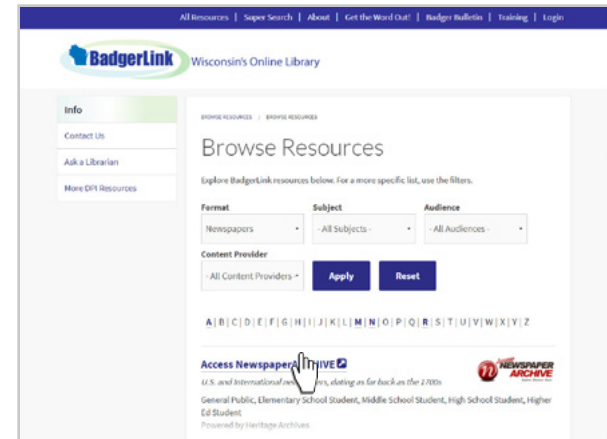 All Resources | Super Search | About | Get the Word Out! | Badger Bulletin | Training | Login
BadgerLink
Wisconsin's Online Library
Info
Contact Us
Ask a Librarian
More DPI Resources
BROWSE RESOURCES / BROWSE RESOURCES
Browse Resources
Explore BadgerLink resources below. For a more specific list, use the filters.
Format Subject Audience
Newspapers - All Subjects - - All Audiences -
Content Provider
- All Content Providers - Apply Reset
A | B | C | D | E | F | G | H | I | J | K | L | M | N | O | P | Q | R | S | T | U | V | W | X | Y | Z
Access NewspaperARCHIVE
NEWSPAPER
ARCHIVE
U.S. and International newspapers, dating as far back as the 1700s
General Public, Elementary School Student, Middle School Student, High School Student, Higher
Ed Student
Powered by Heritage Archives